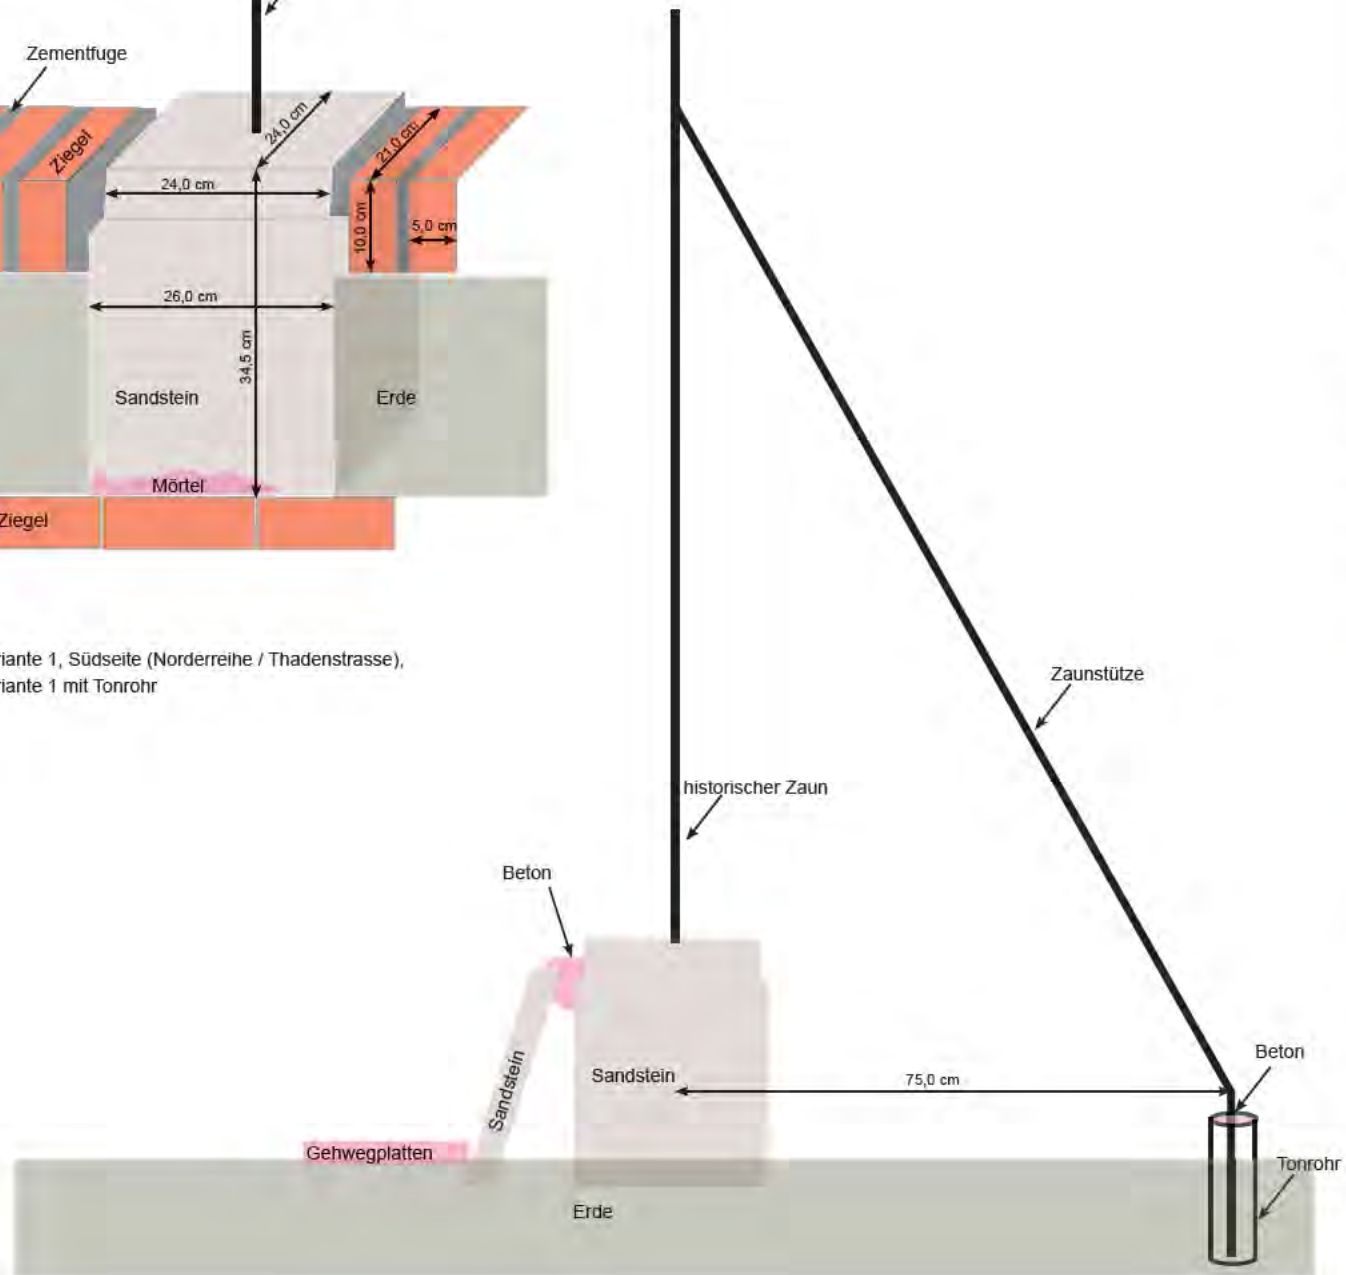 Zementfuge
Ziegel
24,0 cm
21,0 cm
24,0 cm
10,0 cm
5,0 cm
26,0 cm
34,5 cm
Sandstein
Erde
Mörtel
Ziegel
riante 1, Südseite (Norderreihe / Thadenstrasse),
riante 1 mit Tonrohr
Zaunstütze
historischer Zaun
Beton
Sandstein
Sandstein
75,0 cm
Beton
Gehwegplatten
Tonrohr
Erde